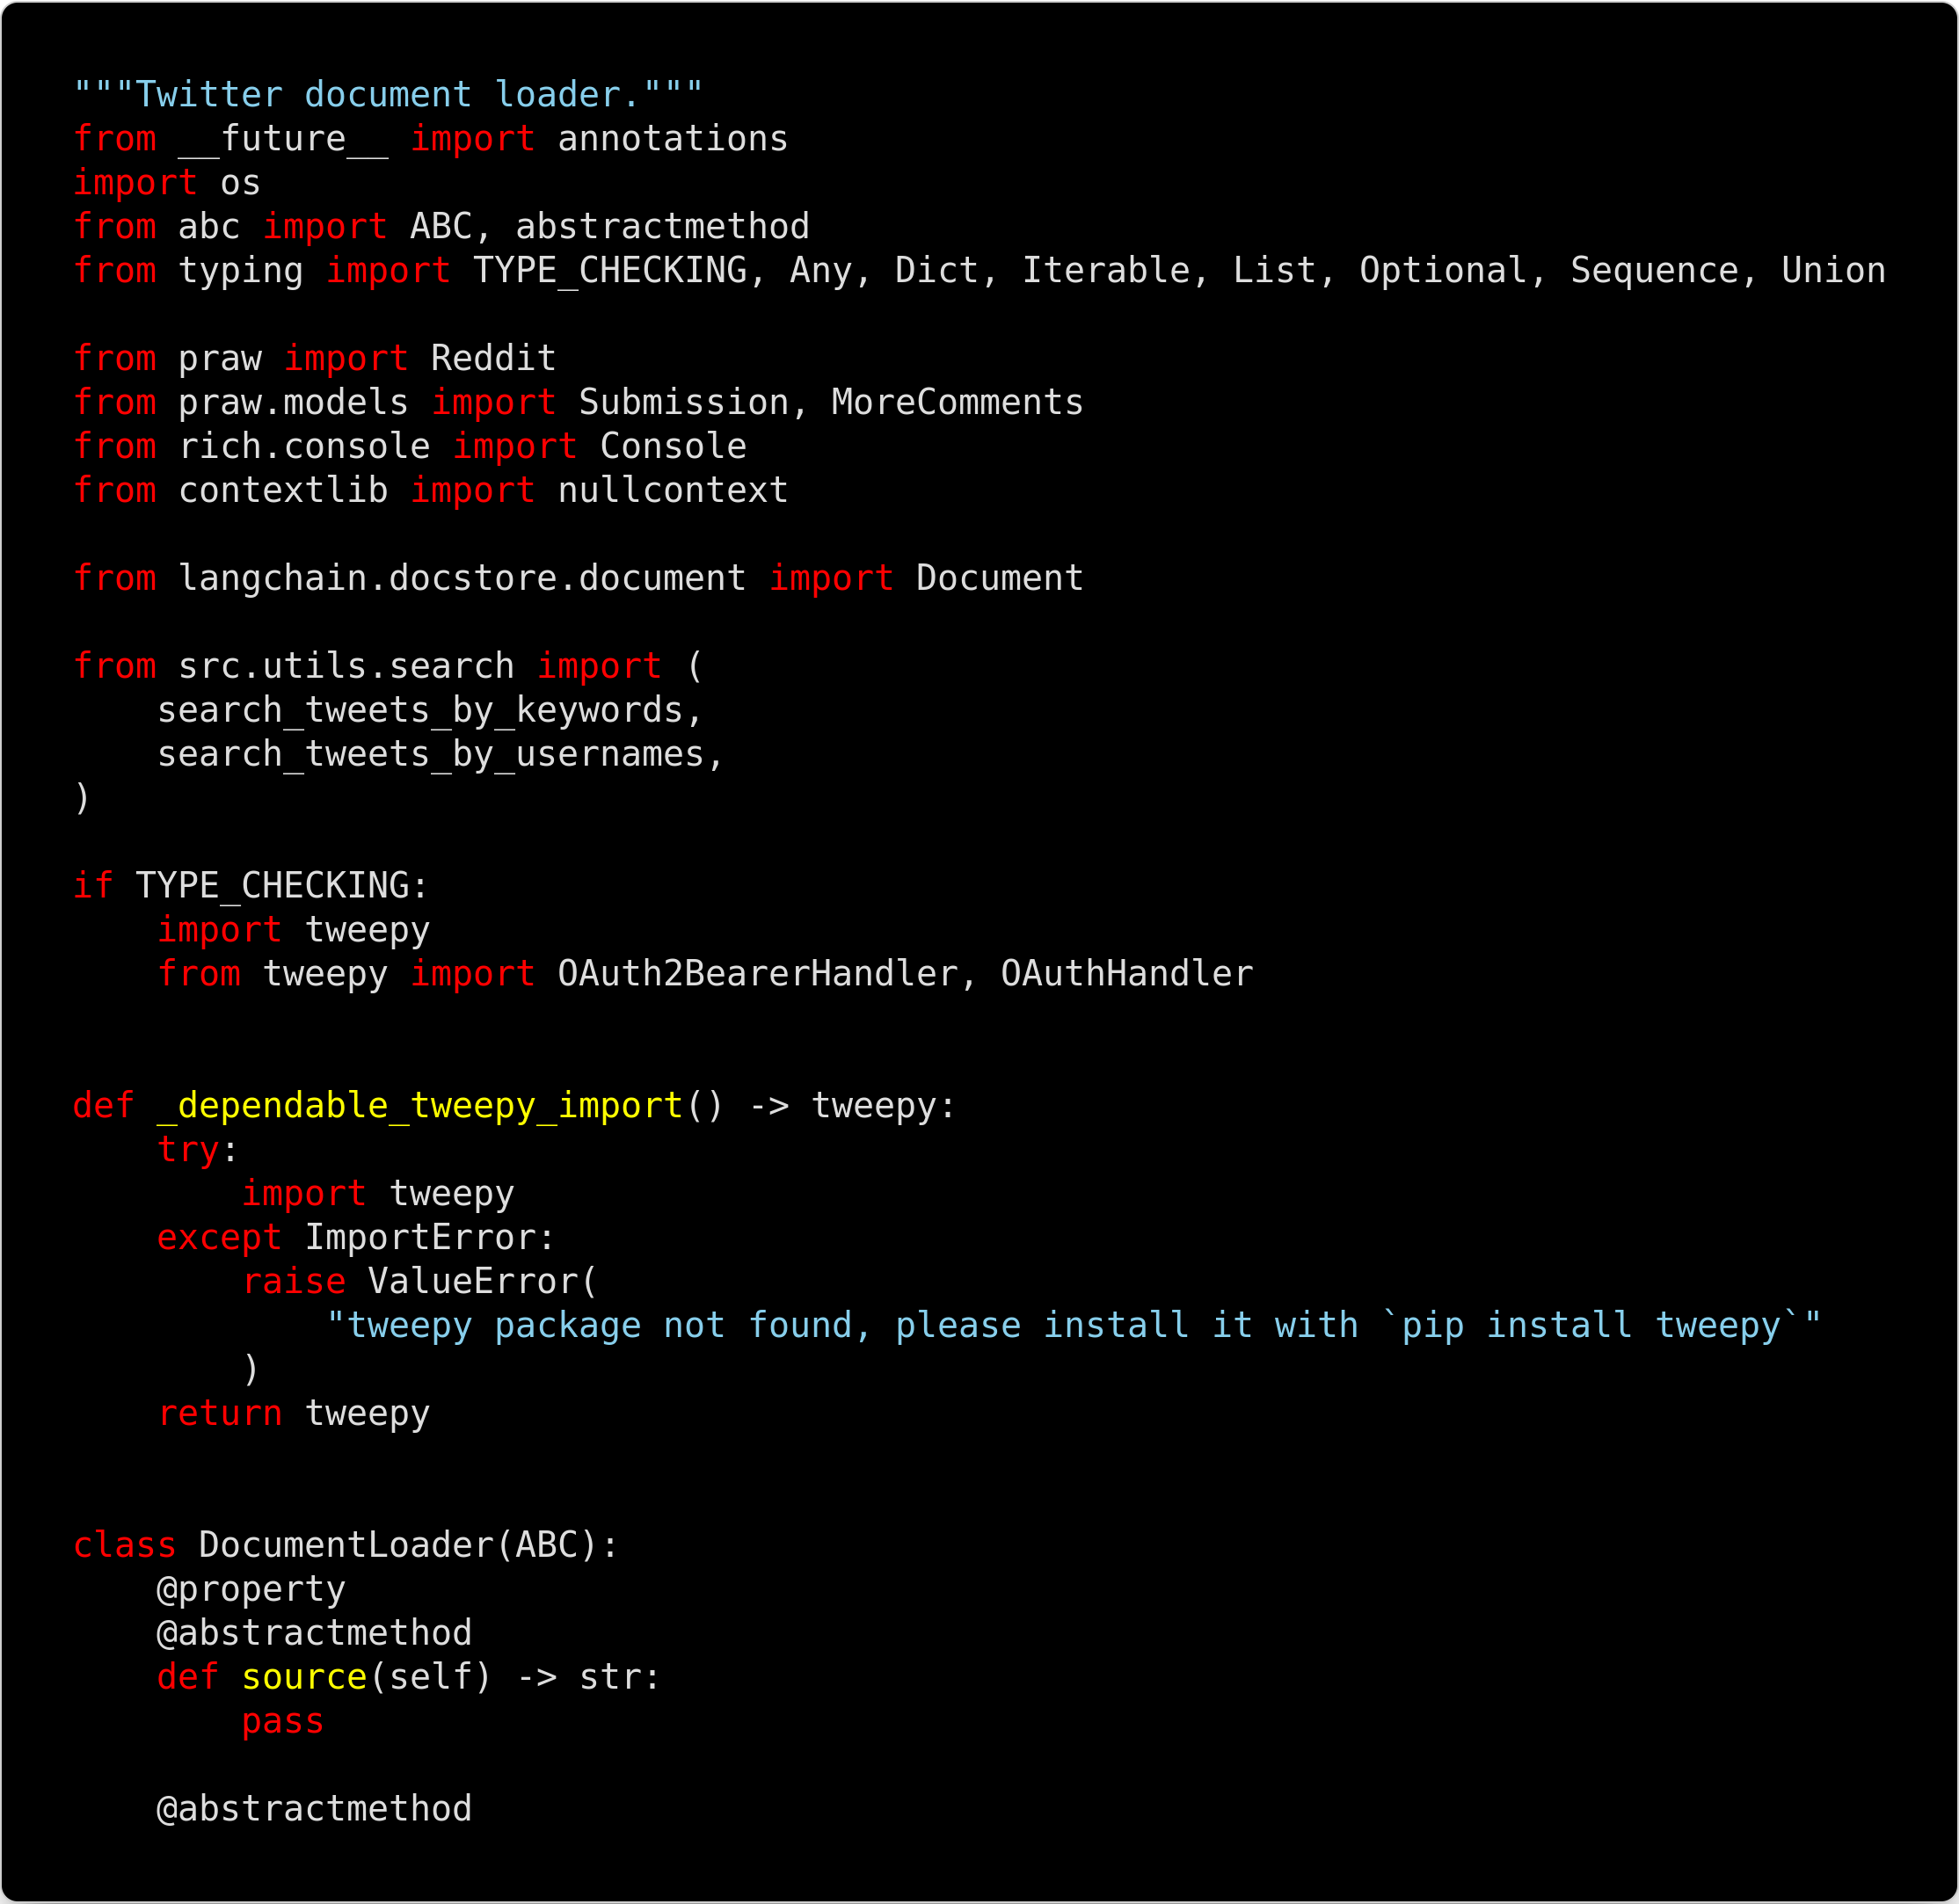 """Twitter document loader."""
from __future__ import annotations
import os
from abc import ABC, abstractmethod
from typing import TYPE_CHECKING, Any, Dict, Iterable, List, Optional, Sequence, Union

from praw import Reddit
from praw.models import Submission, MoreComments
from rich.console import Console
from contextlib import nullcontext

from langchain.docstore.document import Document

from src.utils.search import (
    search_tweets_by_keywords,
    search_tweets_by_usernames,
)

if TYPE_CHECKING:
    import tweepy
    from tweepy import OAuth2BearerHandler, OAuthHandler


def _dependable_tweepy_import() -> tweepy:
    try:
        import tweepy
    except ImportError:
        raise ValueError(
            "tweepy package not found, please install it with `pip install tweepy`"
        )
    return tweepy


class DocumentLoader(ABC):
    @property
    @abstractmethod
    def source(self) -> str:
        pass

    @abstractmethod